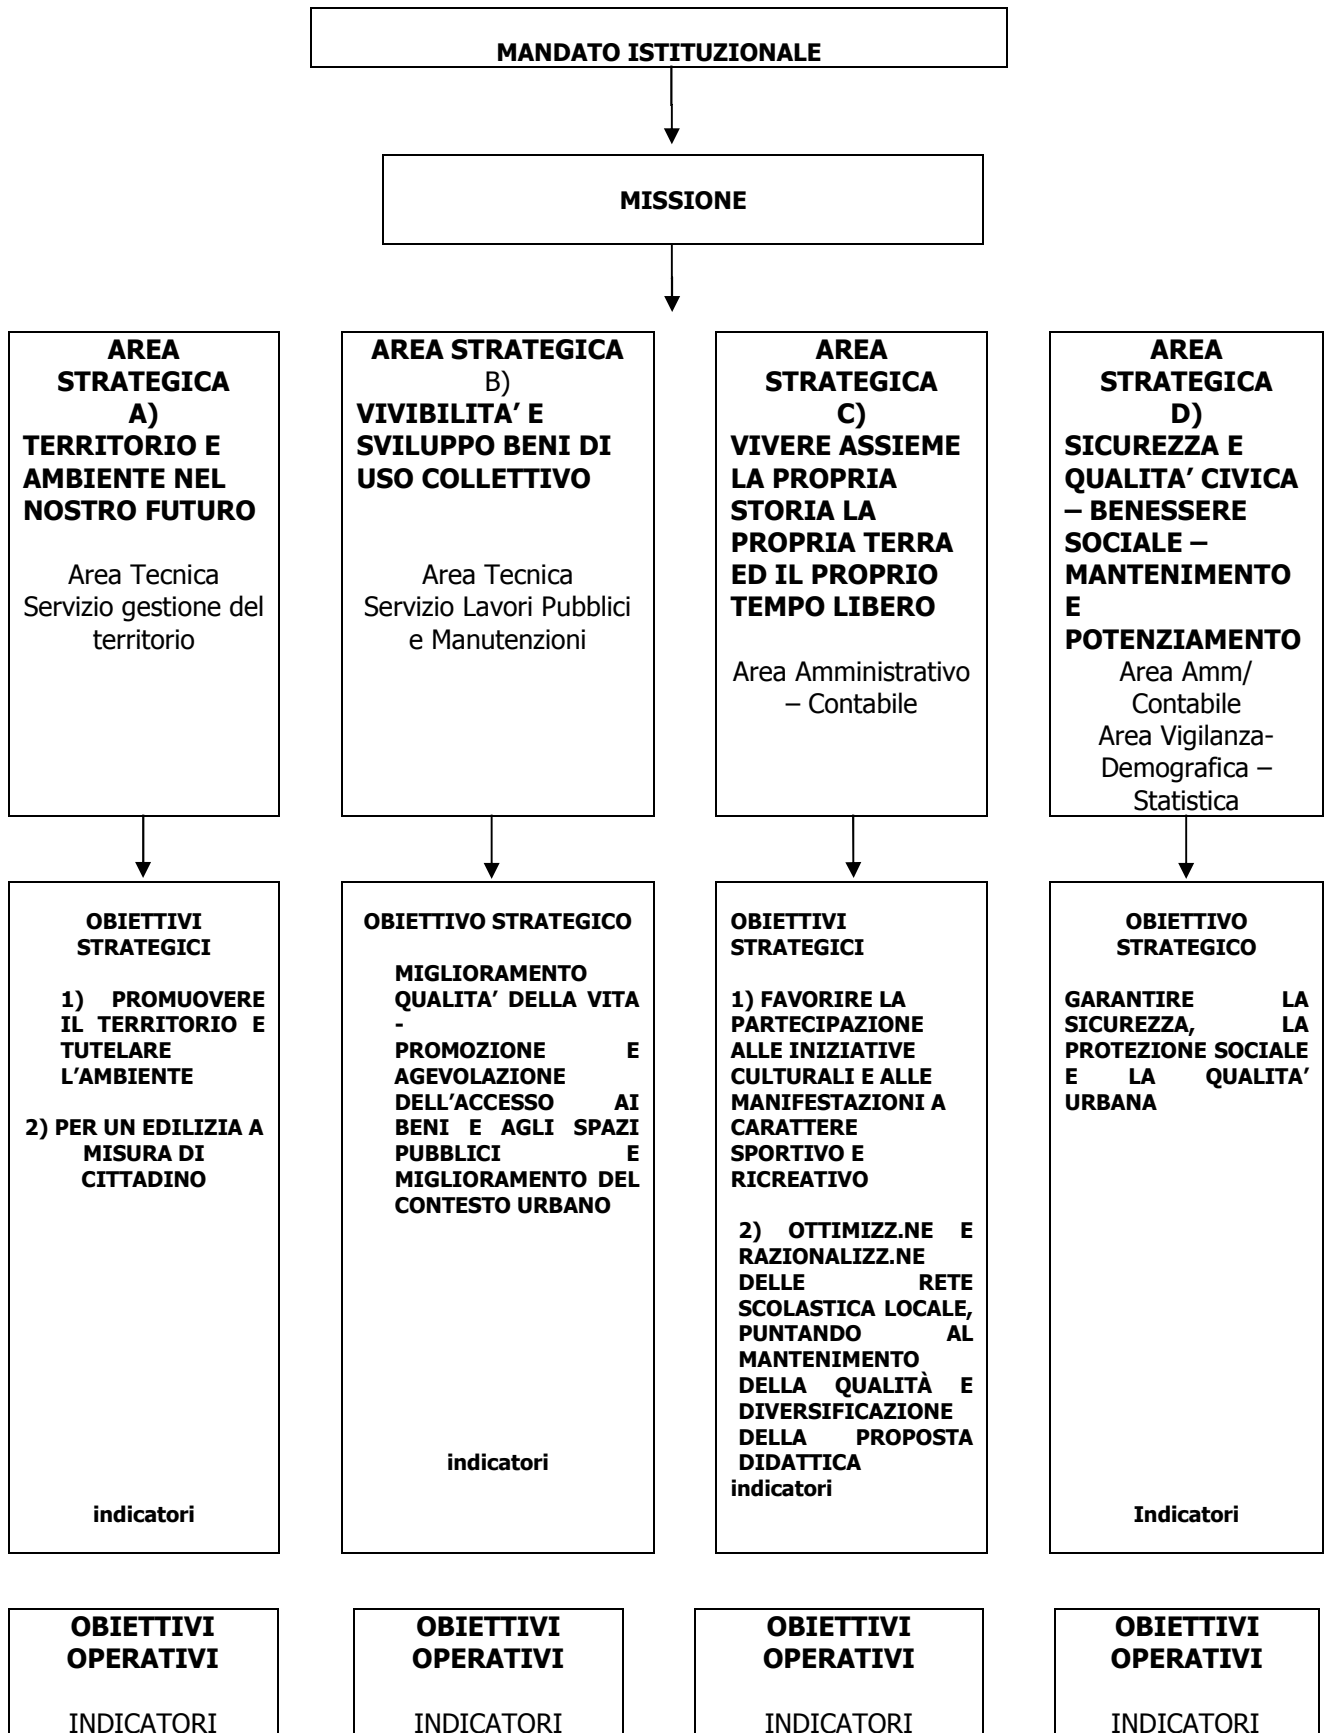 MANDATO ISTITUZIONALE
MISSIONE
AREA
STRATEGICA
A)
TERRITORIO E
AMBIENTE NEL
NOSTRO FUTURO
Area Tecnica
Servizio gestione del
territorio
AREA STRATEGICA
B)
VIVIBILITA’ E
SVILUPPO BENI DI
USO COLLETTIVO
Area Tecnica
Servizio Lavori Pubblici
e Manutenzioni
AREA
STRATEGICA
C)
VIVERE ASSIEME
LA PROPRIA
STORIA LA
PROPRIA TERRA
ED IL PROPRIO
TEMPO LIBERO
Area Amministrativo
– Contabile
AREA
STRATEGICA
D)
SICUREZZA E
QUALITA’ CIVICA
– BENESSERE
SOCIALE –
MANTENIMENTO
E
POTENZIAMENTO
Area Amm/
Contabile
Area Vigilanza-
Demografica –
Statistica
OBIETTIVI
STRATEGICI
1) PROMUOVERE
IL TERRITORIO E
TUTELARE
L’AMBIENTE
2) PER UN EDILIZIA A
MISURA DI
CITTADINO
indicatori
OBIETTIVO STRATEGICO
MIGLIORAMENTO
QUALITA’ DELLA VITA
-
PROMOZIONE E
AGEVOLAZIONE
DELL’ACCESSO AI
BENI E AGLI SPAZI
PUBBLICI E
MIGLIORAMENTO DEL
CONTESTO URBANO
indicatori
OBIETTIVI
STRATEGICI
1) FAVORIRE LA
PARTECIPAZIONE
ALLE INIZIATIVE
CULTURALI E ALLE
MANIFESTAZIONI A
CARATTERE
SPORTIVO E
RICREATIVO
2) OTTIMIZZ.NE E
RAZIONALIZZ.NE
DELLE RETE
SCOLASTICA LOCALE,
PUNTANDO AL
MANTENIMENTO
DELLA QUALITÀ E
DIVERSIFICAZIONE
DELLA PROPOSTA
DIDATTICA
indicatori
OBIETTIVO
STRATEGICO
GARANTIRE LA
SICUREZZA, LA
PROTEZIONE SOCIALE
E LA QUALITA’
URBANA
Indicatori
OBIETTIVI
OPERATIVI
INDICATORI
OBIETTIVI
OPERATIVI
INDICATORI
OBIETTIVI
OPERATIVI
INDICATORI
OBIETTIVI
OPERATIVI
INDICATORI